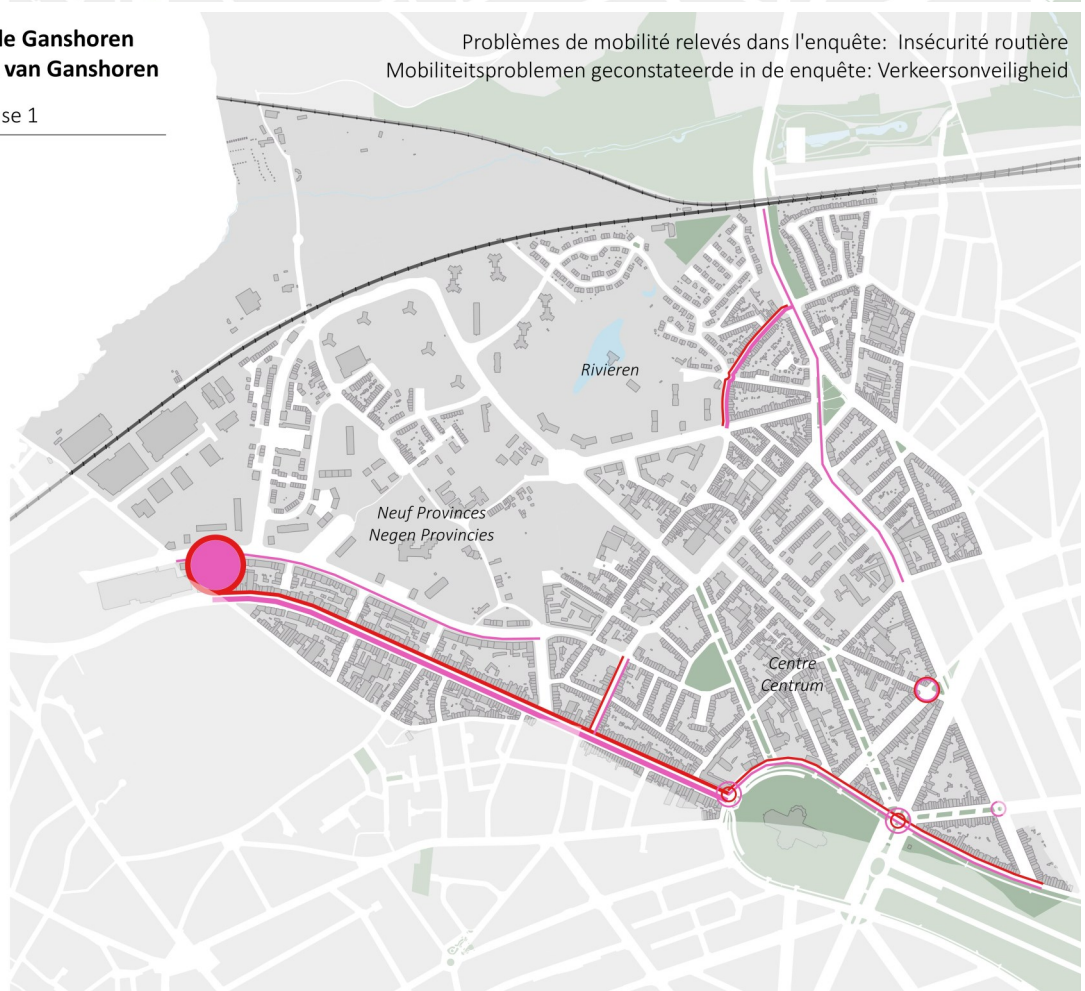 de Ganshoren
van Ganshoren
se 1
Problèmes de mobilité relevés dans l'enquête: Insécurité routière
Mobiliteitsproblemen geconstateerde in de enquête: Verkeersonveiligheid
Rivieren
Neuf Provinces
Negen Provincies
Centre
Centrum